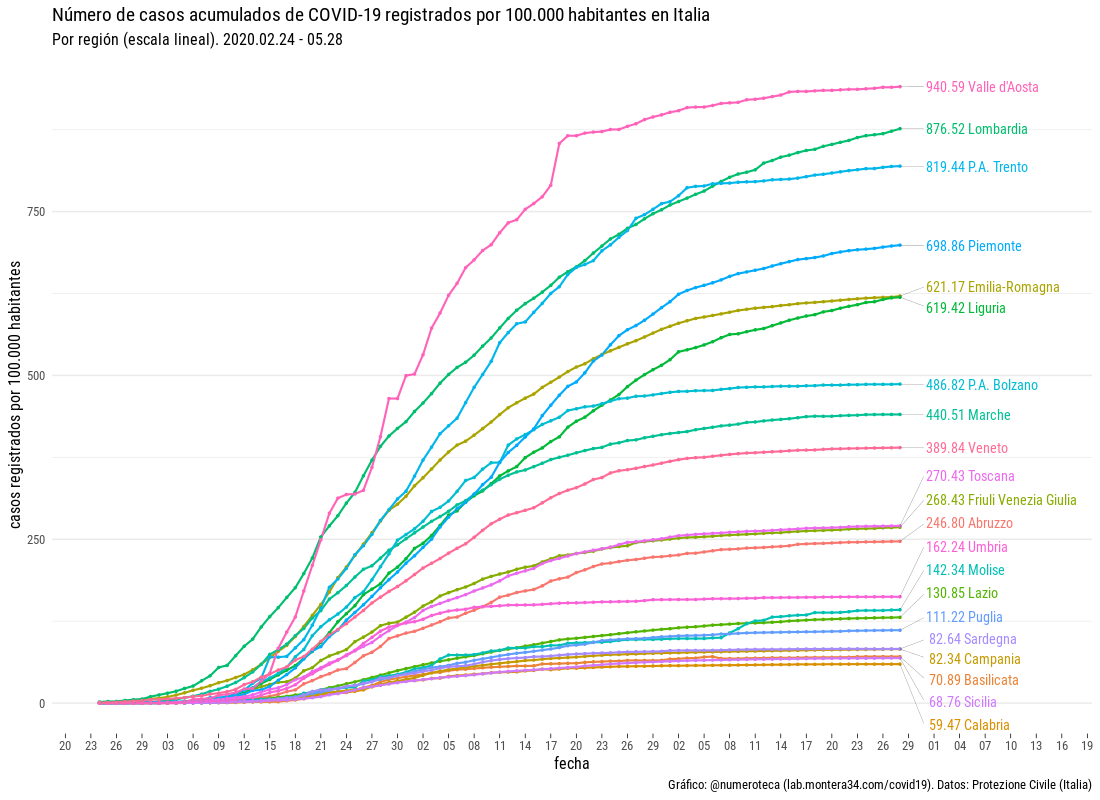 Número de casos acumulados de COVID-19 registrados por 100.000 habitantes en Italia
Por región (escala lineal). 2020.02.24 - 05.28
casos registrados por 100.000 habitantes
750
500
250
0
940.59 Valle d'Aosta
876.52 Lombardia
819.44 P.A. Trento
698.86 Piemonte
621.17 Emilia-Romagna
619.42 Liguria
486.82 P.A. Bolzano
440.51 Marche
389.84 Veneto
270.43 Toscana
268.43 Friuli Venezia Giulia
246.80 Abruzzo
162.24 Umbria
142.34 Molise
130.85 Lazio
111.22 Puglia
82.64 Sardegna
82.34 Campania
70.89 Basilicata
68.76 Sicilia
59.47 Calabria
20 23 26 29 03 06 09 12 15 18 21 24 27 30 02 05 08 11 14 17 20 23 26 29 02 05 08 11 14 17 20 23 26 29 01 04 07 10 13 16 19
fecha
Gráfico: @numeroteca (lab.montera34.com/covid19). Datos: Protezione Civile (Italia)